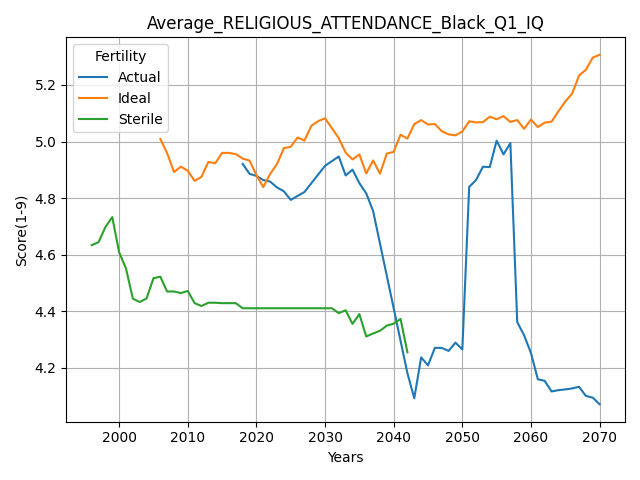 Average_RELIGIOUS_ATTENDANCE_Black_Q1_IQ
Fertility
Actual
Ideal
Sterile
Score(1-9)
5.2
5.0
4.8
4.6
4.4
4.2
2000 2010 2020 2030 2040 2050 2060 2070
Years